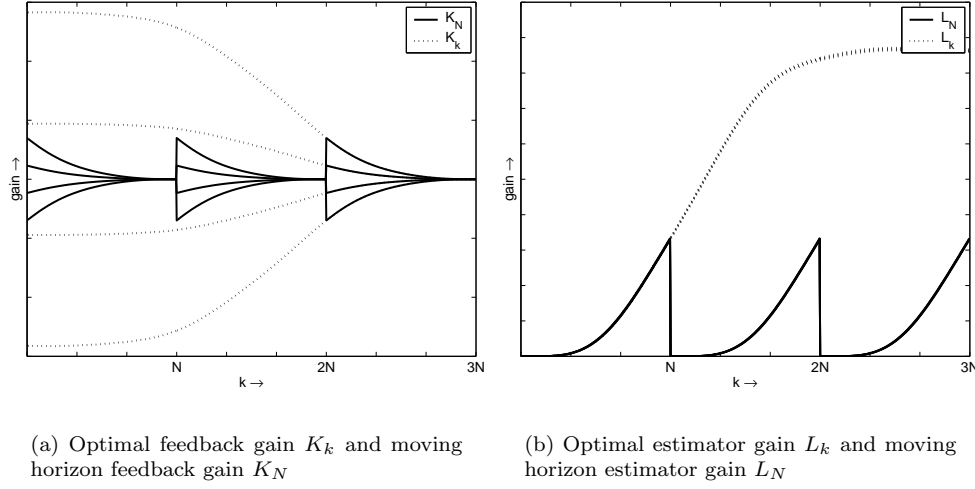 K_N
K_k
gain →
N
2N
3N
k →
L_N
L_k
gain →
N
2N
3N
k →
(a) Optimal feedback gain K_k and moving
horizon feedback gain K_N
(b) Optimal estimator gain L_k and moving
horizon estimator gain L_N